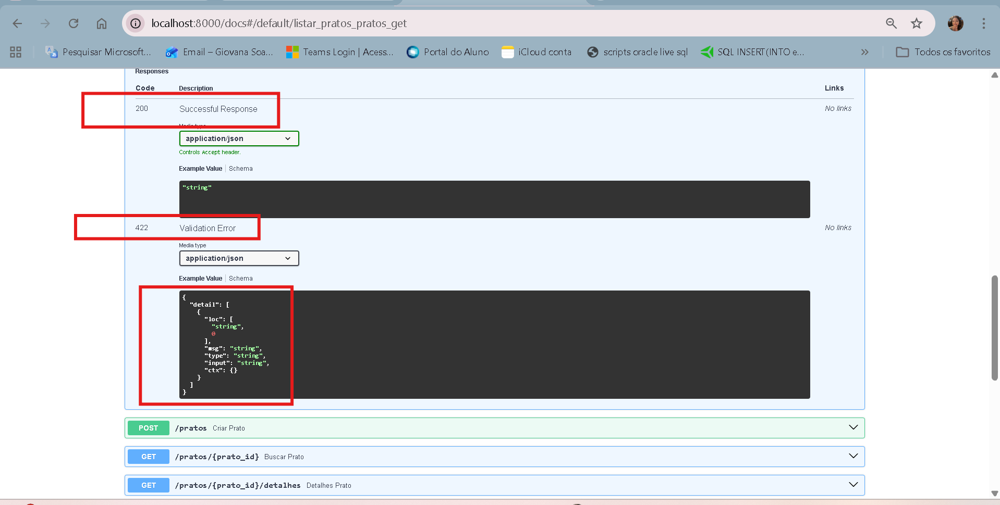 localhost:8000/docs#/default/listar_pratos_pratos_get
Pesquisar Microsoft...
Email – Giovana Soa...
Teams Login | Acess...
Portal do Aluno
iCloud conta
scripts oracle live sql
SQL INSERT(INTO e...
Todos os favoritos
Responses
Code Description Links
200 Successful Response No links
Media type
application/json
Controls Accept header.
Example Value Schema
"string"
422 Validation Error No links
Media type
application/json
Example Value Schema
{
"detail": [
{
"loc": [
"string",
0
],
"msg": "string",
"type": "string",
"input": "string",
"ctx": {}
}
]
}
POST /pratos Criar Prato
GET /pratos/{prato_id} Buscar Prato
GET /pratos/{prato_id}/detalhes Detalhes Prato